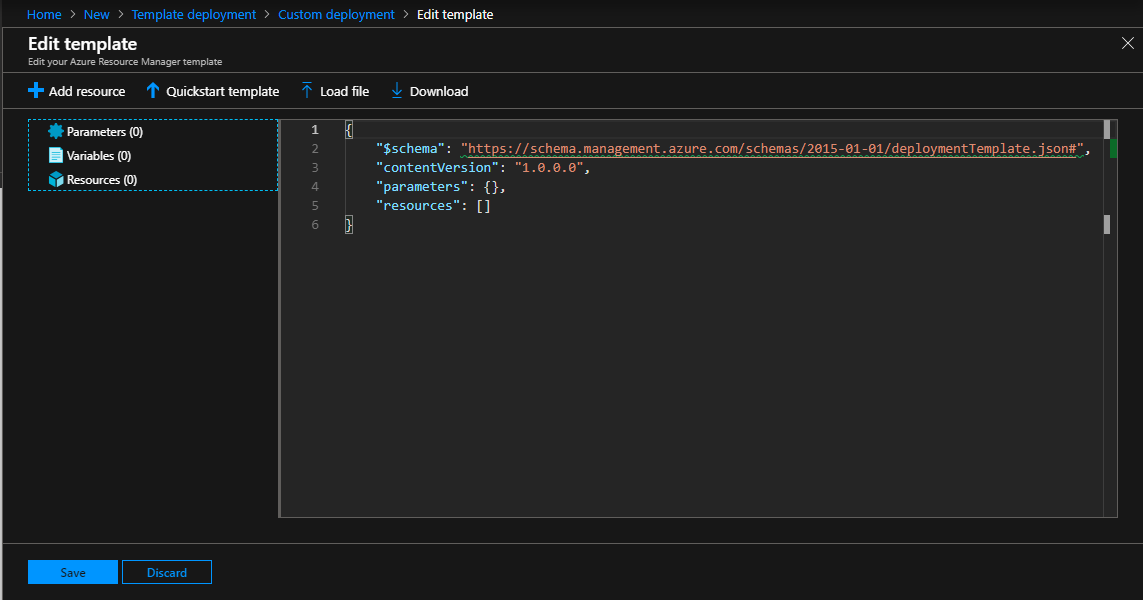 Home > New > Template deployment > Custom deployment > Edit template
Edit template
Edit your Azure Resource Manager template
Add resource Quickstart template Load file Download
Parameters (0)
Variables (0)
Resources (0)
1 {
2 "$schema": "https://schema.management.azure.com/schemas/2015-01-01/deploymentTemplate.json#",
3 "contentVersion": "1.0.0.0",
4 "parameters": {},
5 "resources": []
6 }
Save Discard